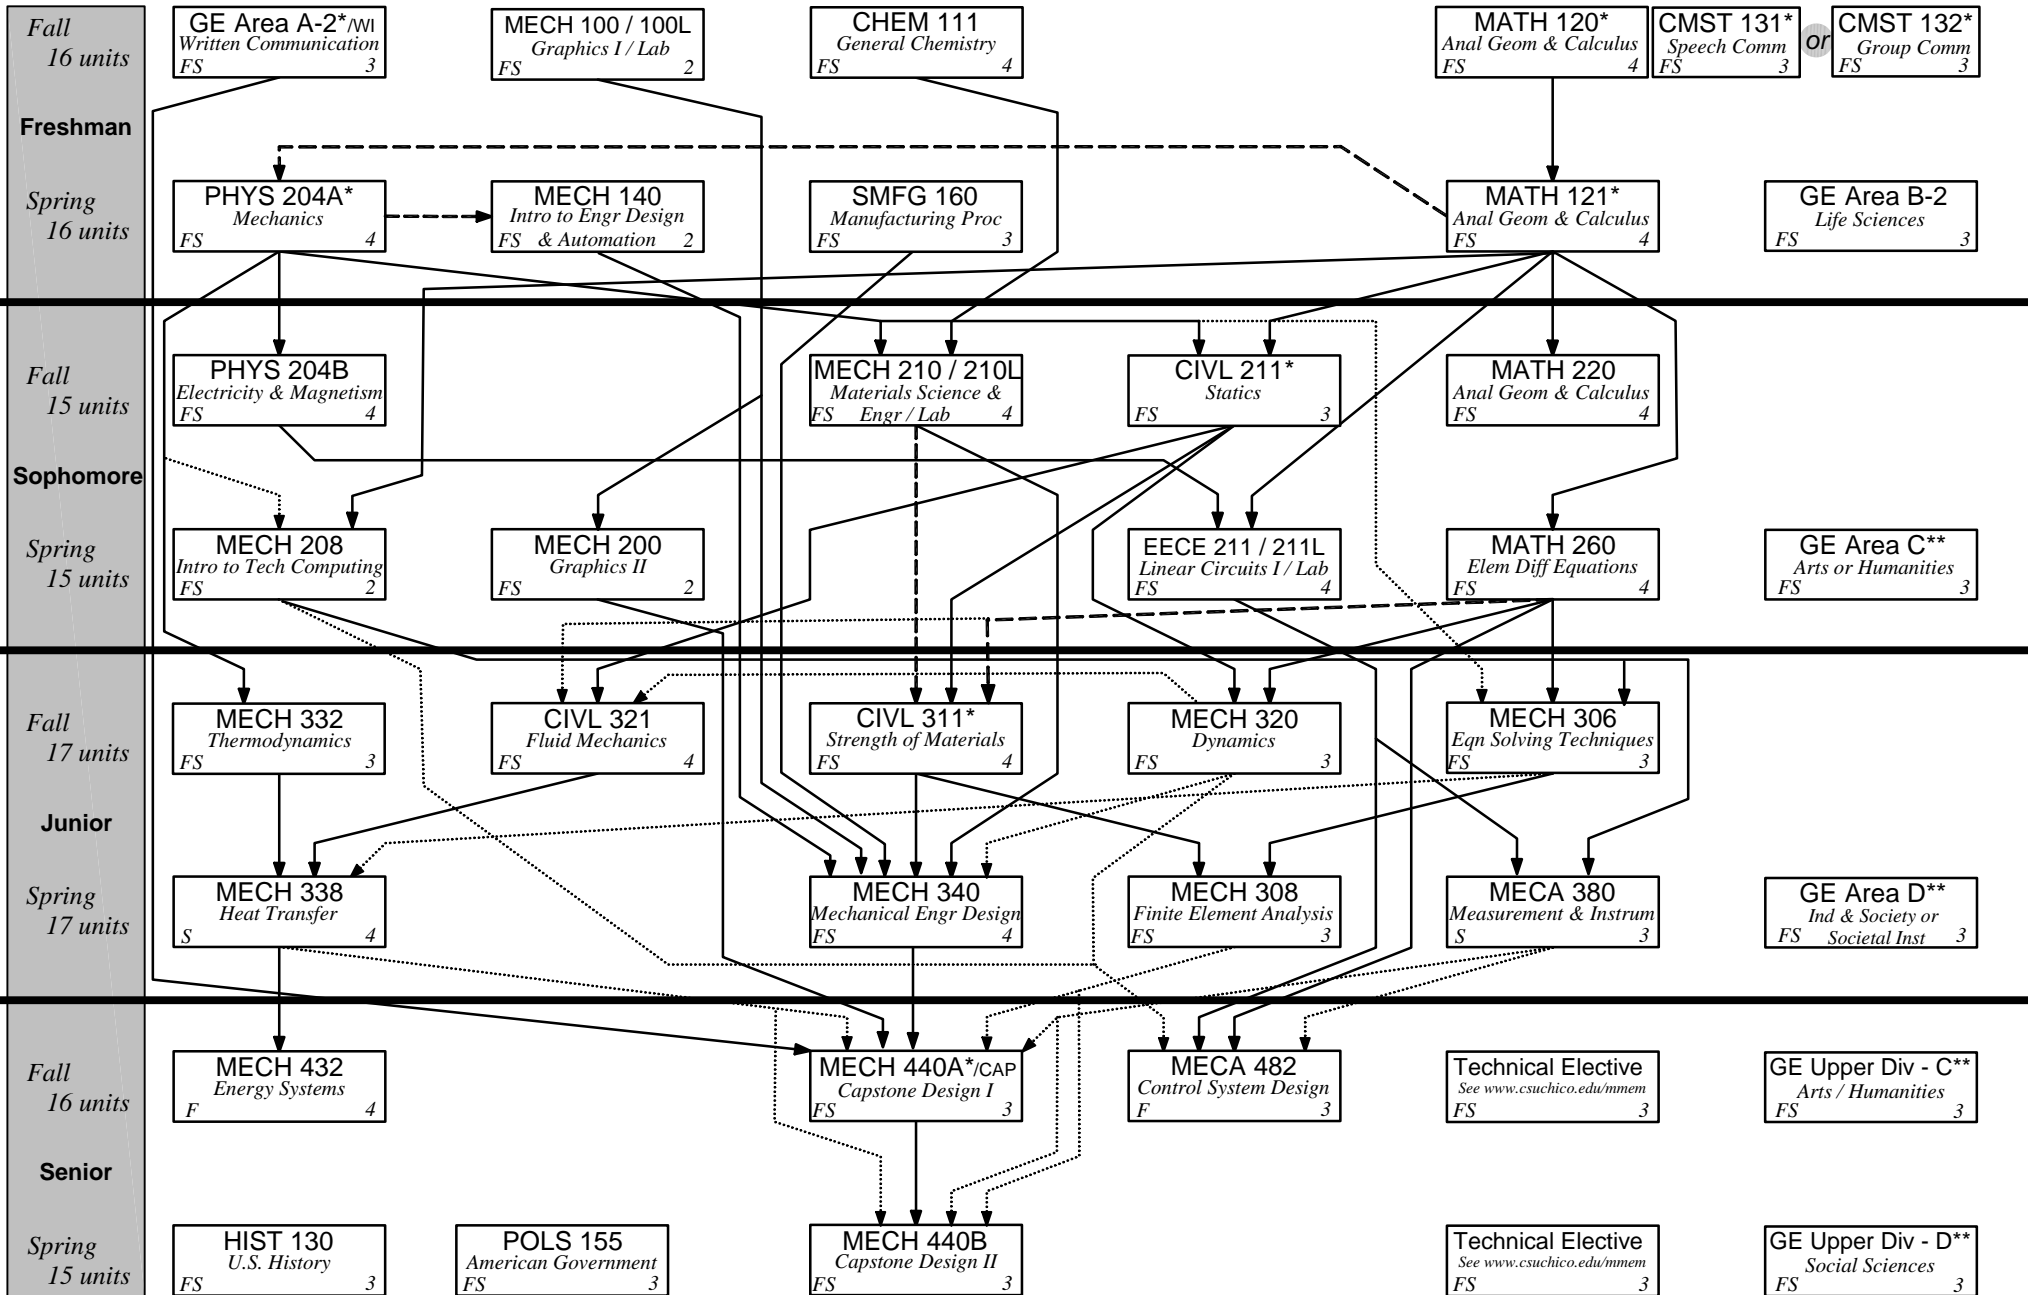 Fall
16 units
GE Area A-2*/WI
Written Communication
FS 3
MECH 100 / 100L
Graphics I / Lab
FS 2
CHEM 111
General Chemistry
FS 4
MATH 120*
Anal Geom & Calculus
FS 4
CMST 131*
Speech Comm
FS 3
or
CMST 132*
Group Comm
FS 3
Freshman
Spring
16 units
PHYS 204A*
Mechanics
FS 4
MECH 140
Intro to Engr Design
FS & Automation 2
SMFG 160
Manufacturing Proc
FS 3
MATH 121*
Anal Geom & Calculus
FS 4
GE Area B-2
Life Sciences
FS 3
Fall
15 units
PHYS 204B
Electricity & Magnetism
FS 4
MECH 210 / 210L
Materials Science &
FS Engr / Lab 4
CIVL 211*
Statics
FS 3
MATH 220
Anal Geom & Calculus
FS 4
Sophomore
Spring
15 units
MECH 208
Intro to Tech Computing
FS 2
MECH 200
Graphics II
FS 2
EECE 211 / 211L
Linear Circuits I / Lab
FS 4
MATH 260
Elem Diff Equations
FS 4
GE Area C**
Arts or Humanities
FS 3
Fall
17 units
MECH 332
Thermodynamics
FS 3
CIVL 321
Fluid Mechanics
FS 4
CIVL 311*
Strength of Materials
FS 4
MECH 320
Dynamics
FS 3
MECH 306
Eqn Solving Techniques
FS 3
Junior
Spring
17 units
MECH 338
Heat Transfer
S 4
MECH 340
Mechanical Engr Design
FS 4
MECH 308
Finite Element Analysis
FS 3
MECA 380
Measurement & Instrum
S 3
GE Area D**
Ind & Society or
FS Societal Inst 3
Fall
16 units
MECH 432
Energy Systems
F 4
MECH 440A*/CAP
Capstone Design I
FS 3
MECA 482
Control System Design
F 3
Technical Elective
See www.csuchico.edu/mmem
FS 3
GE Upper Div - C**
Arts / Humanities
FS 3
Senior
Spring
15 units
HIST 130
U.S. History
FS 3
POLS 155
American Government
FS 3
MECH 440B
Capstone Design II
FS 3
Technical Elective
See www.csuchico.edu/mmem
FS 3
GE Upper Div - D**
Social Sciences
FS 3